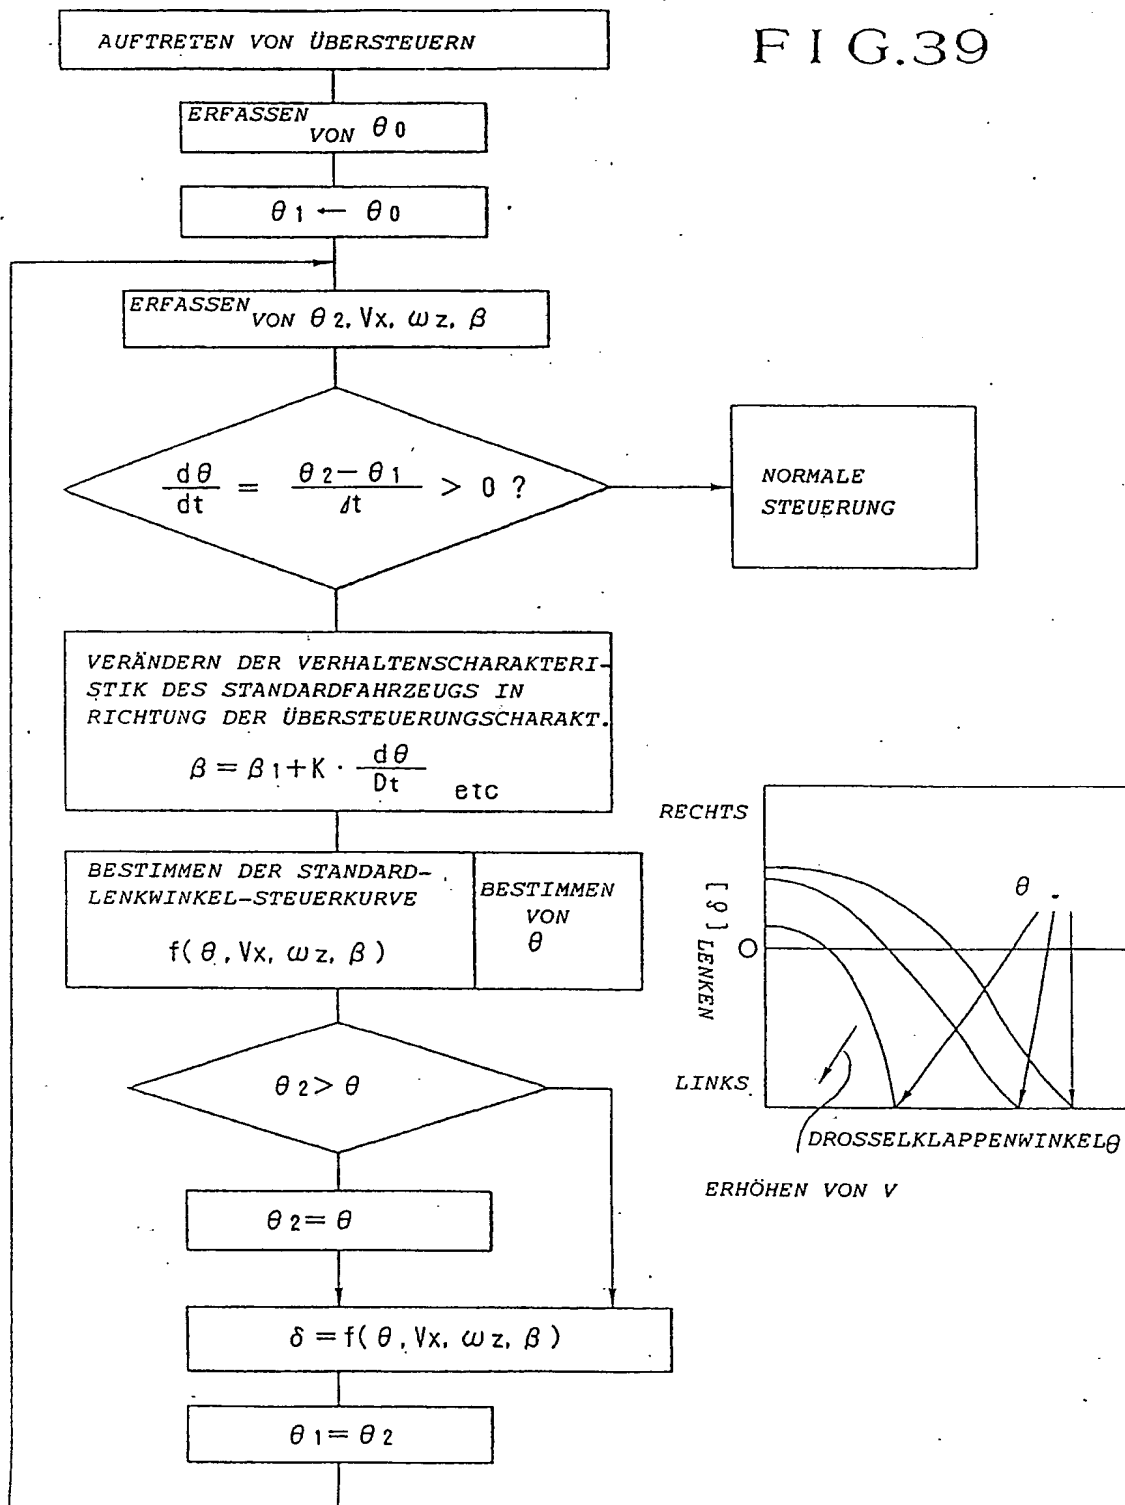 FIG.39
AUFTRETEN VON ÜBERSTEUERN
ERFASSEN
VON θ0
θ1 ← θ0
ERFASSEN
VON θ2, Vx, ωz, β
dθ/dt = θ2−θ1/Δt > 0 ?
NORMALE
STEUERUNG
VERÄNDERN DER VERHALTENSCHARAKTERI-
STIK DES STANDARDFAHRZEUGS IN
RICHTUNG DER ÜBERSTEUERUNGSCHARAKT.
β = β1+K · dθ/Dt etc
BESTIMMEN DER STANDARD-
LENKWINKEL-STEUERKURVE
f(θ, Vx, ωz, β)
BESTIMMEN
VON
θ
θ2 > θ
θ2 = θ
δ = f(θ, Vx, ωz, β)
θ1 = θ2
RECHTS
[δ] LENKEN
O
LINKS
θ
DROSSELKLAPPENWINKELθ
ERHÖHEN VON V